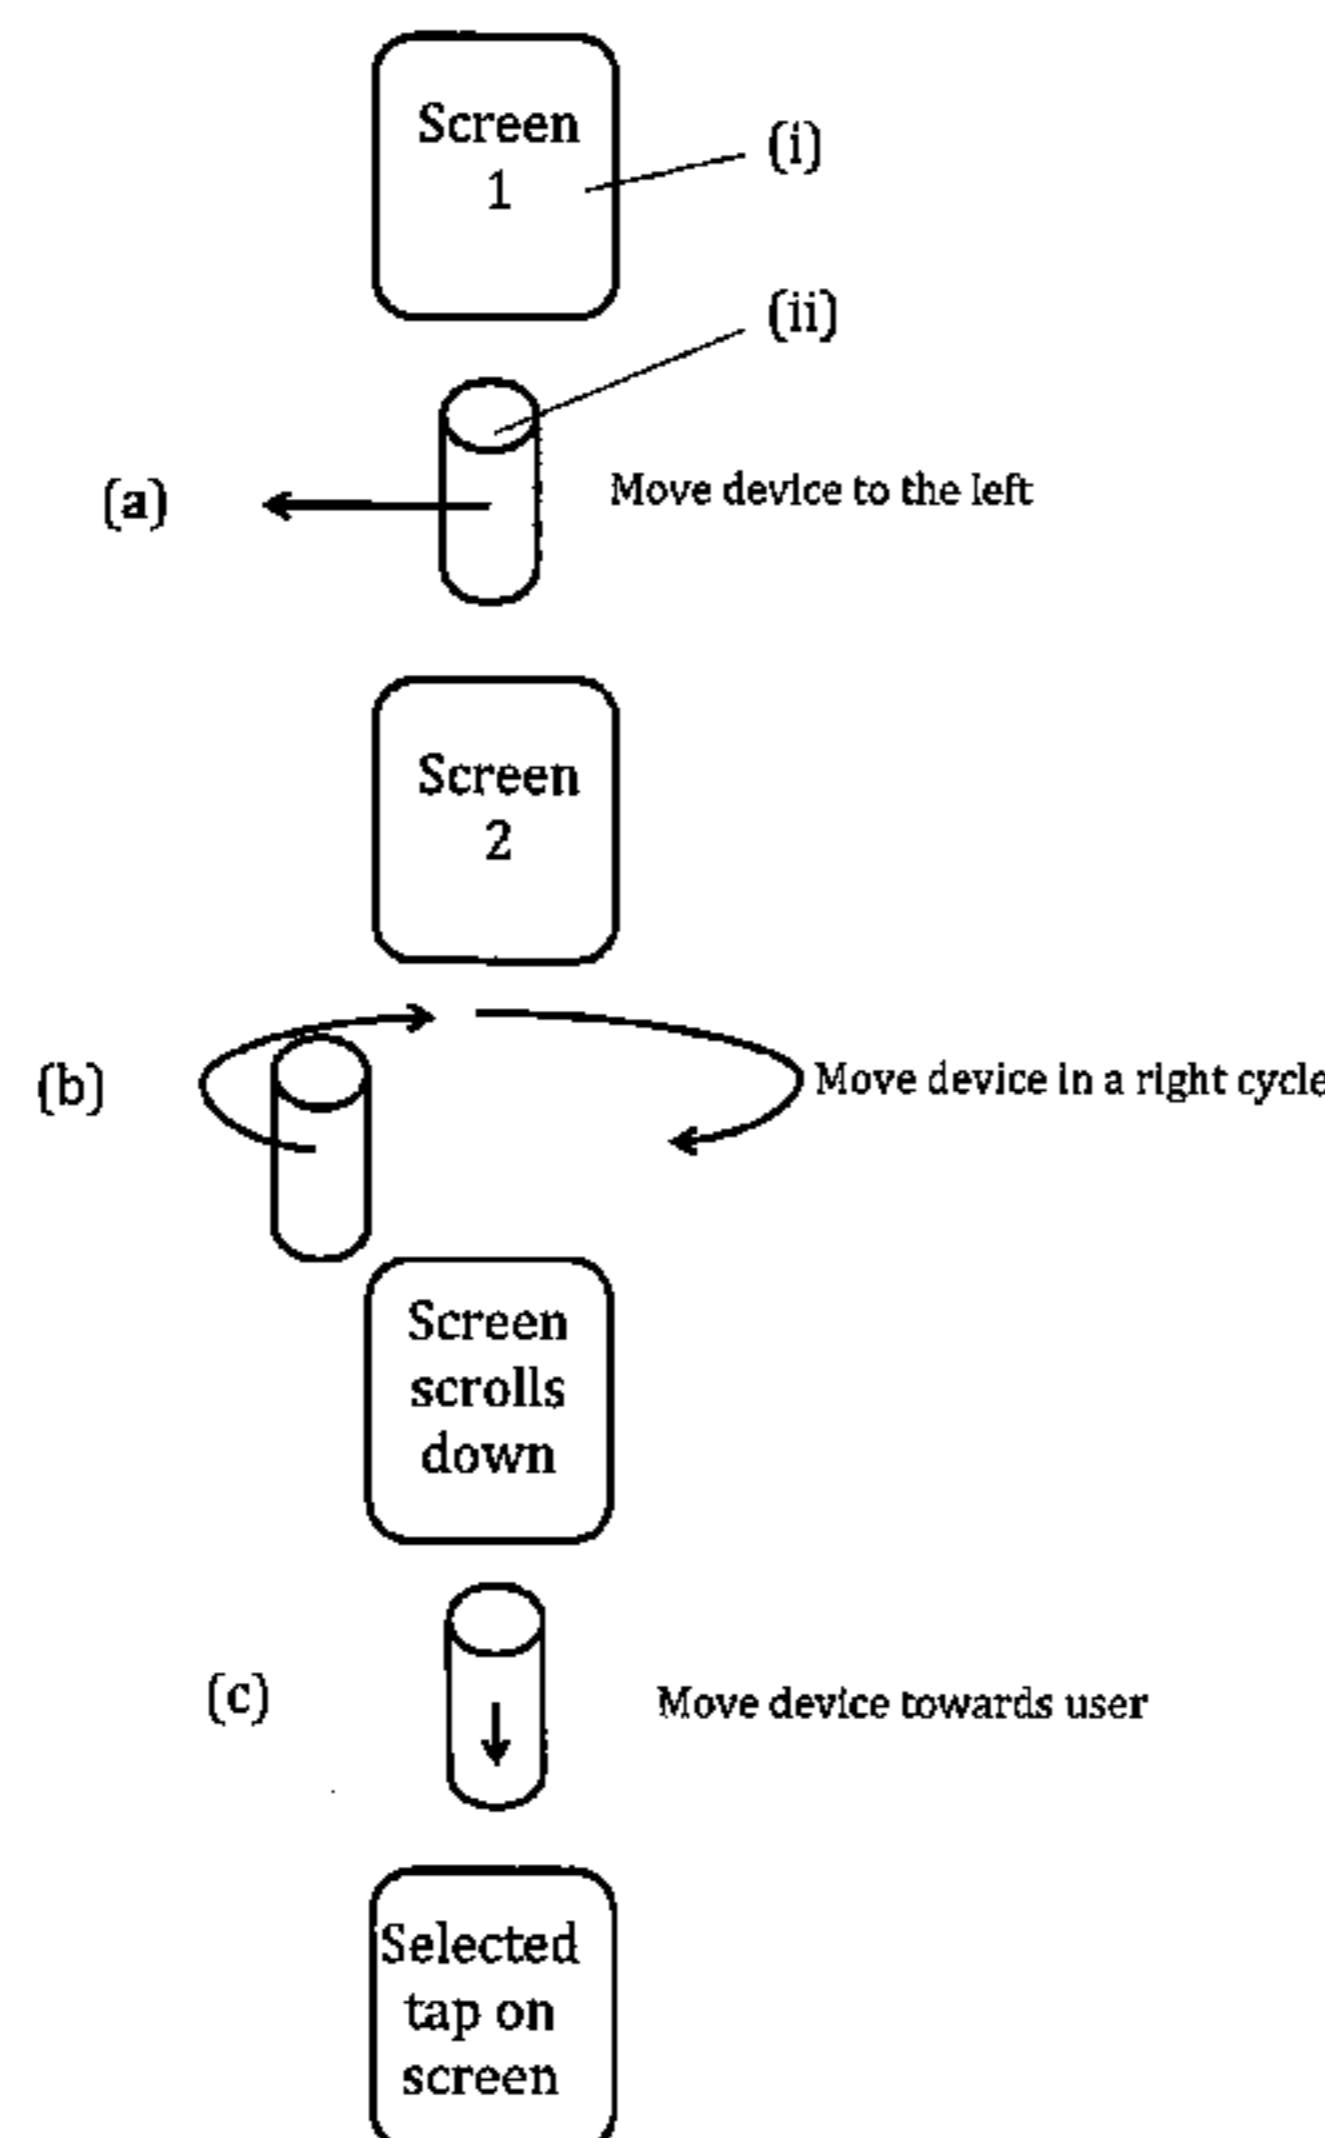 Screen
1
(i)
(ii)
(a)
Move device to the left
Screen
2
(b)
Move device in a right cycle
Screen
scrolls
down
(c)
Move device towards user
Selected
tap on
screen